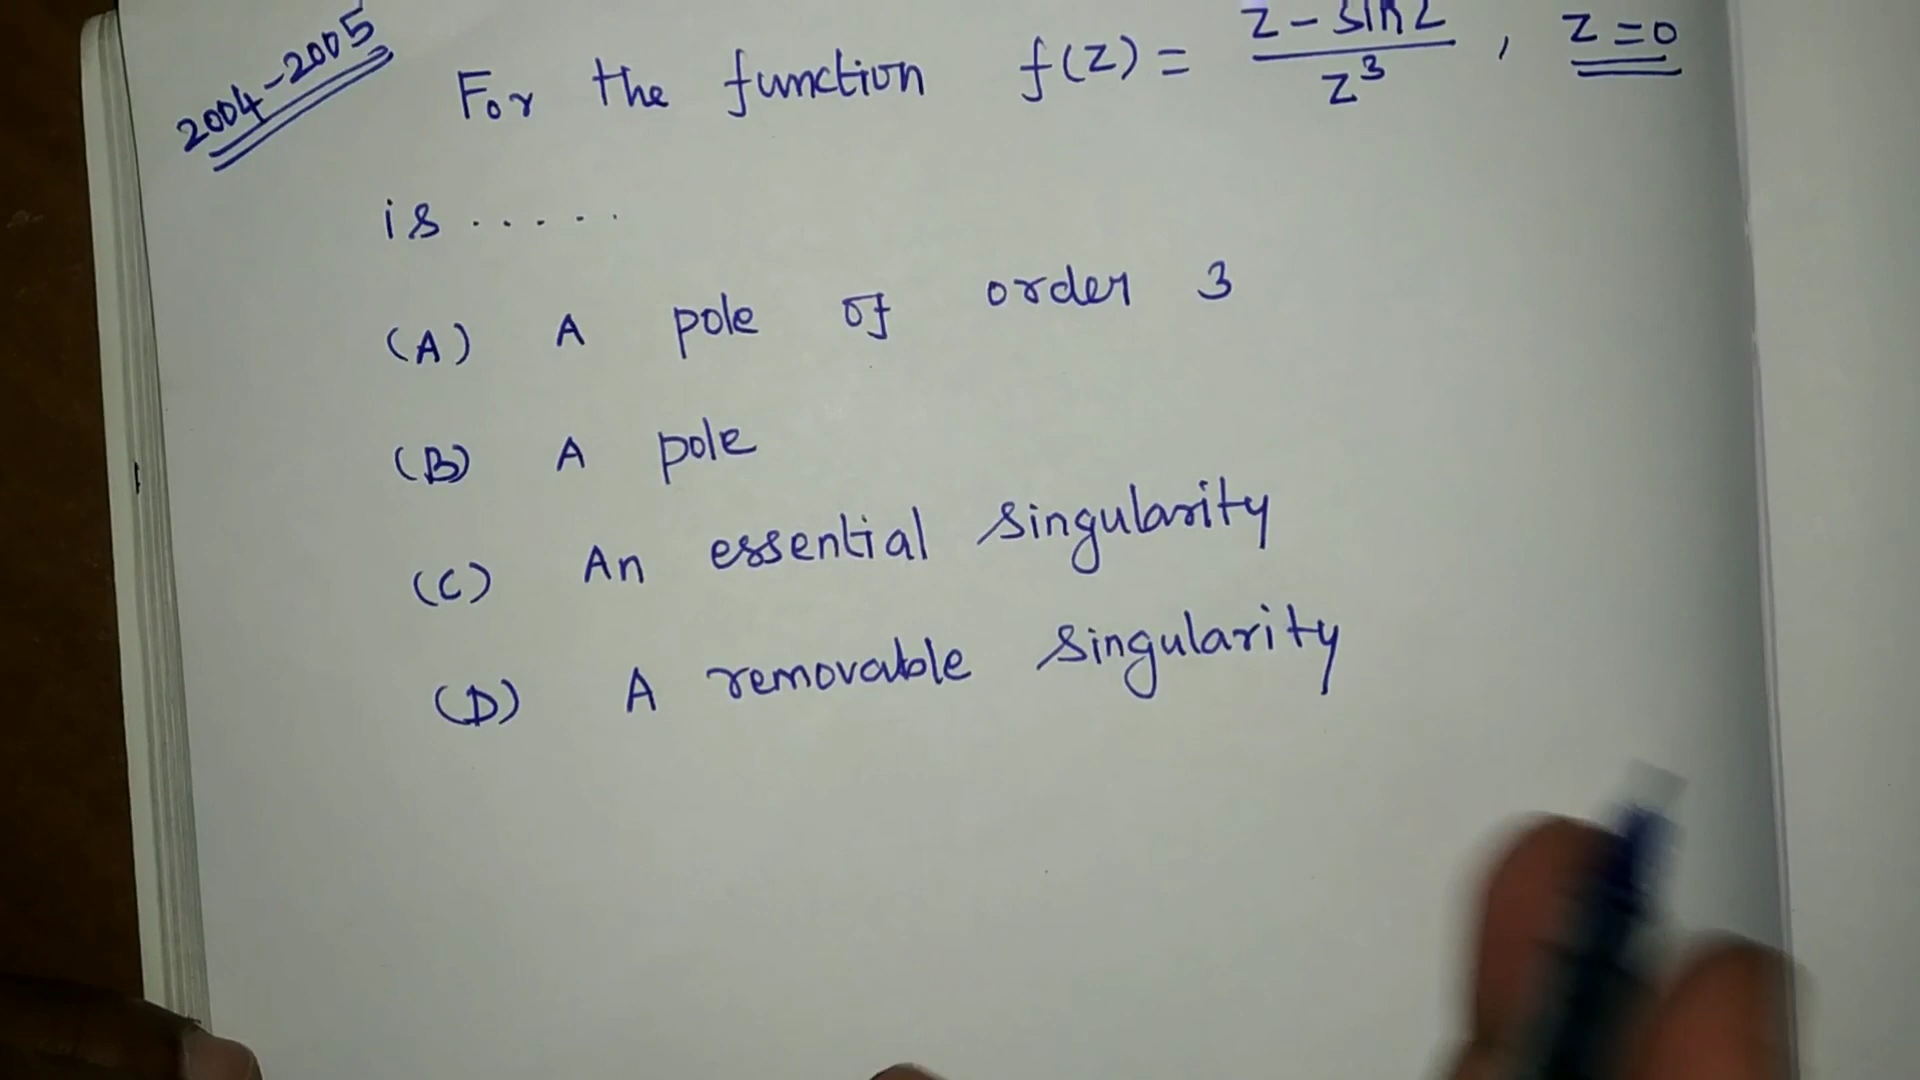 2004-2005
For the function f(z) = z - sin z / z³ , z = 0
is .....
(A) A pole of order 3
(B) A pole
(C) An essential singularity
(D) A removable singularity